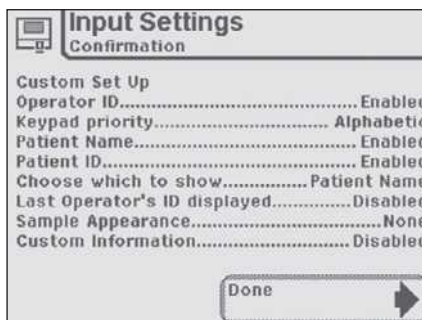 Input Settings
Confirmation
Custom Set Up
Operator ID.......................................... Enabled
Keypad priority.............................. Alphabetic
Patient Name........................................ Enabled
Patient ID............................................. Enabled
Choose which to show............... Patient Name
Last Operator's ID displayed.............. Disabled
Sample Appearance................................ None
Custom Information............................ Disabled
Done